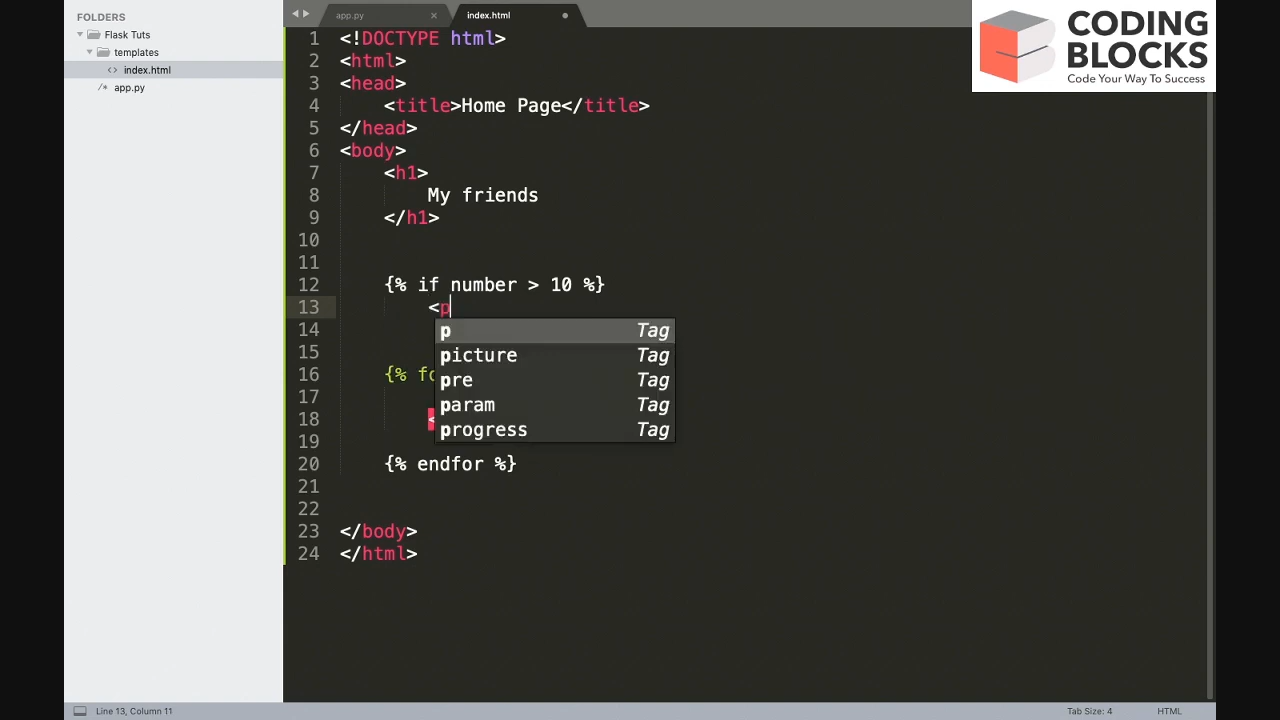 FOLDERS
Flask Tuts
templates
<> index.html
/* app.py
app.py ×
index.html
CODING
BLOCKS
Code Your Way To Success
1 <!DOCTYPE html>
2 <html>
3 <head>
4 <title>Home Page</title>
5 </head>
6 <body>
7 <h1>
8 My friends
9 </h1>
10
11
12 {% if number > 10 %}
13 <p
14
15
16 {% fo
17
18 <
19
20 {% endfor %}
21
22
23 </body>
24 </html>
p Tag
picture Tag
pre Tag
param Tag
progress Tag
Line 13, Column 11
Tab Size: 4
HTML